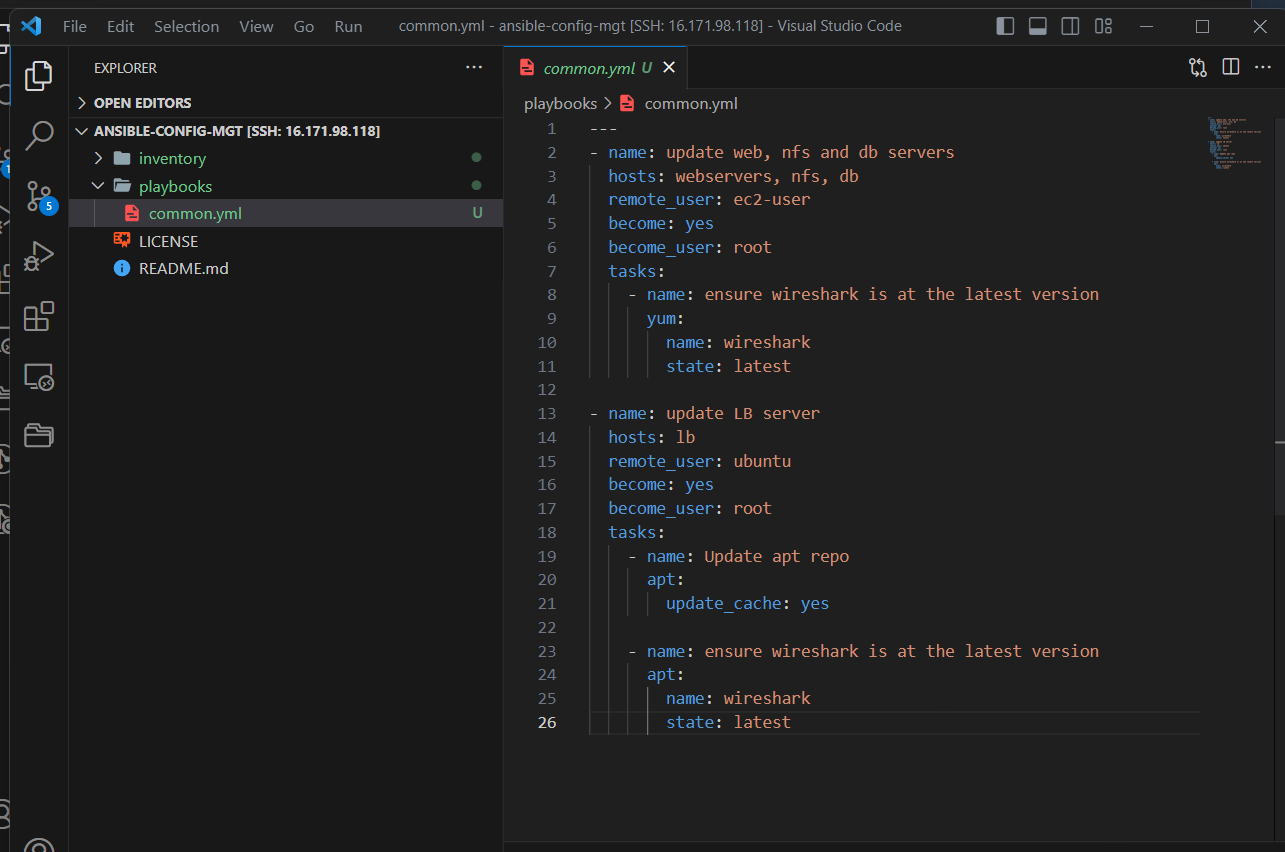 File Edit Selection View Go Run common.yml - ansible-config-mgt [SSH: 16.171.98.118] - Visual Studio Code
EXPLORER ...
OPEN EDITORS
ANSIBLE-CONFIG-MGT [SSH: 16.171.98.118]
inventory
playbooks
common.yml U
LICENSE
README.md
5
common.yml U
playbooks > common.yml
1 ---
2 - name: update web, nfs and db servers
3 hosts: webservers, nfs, db
4 remote_user: ec2-user
5 become: yes
6 become_user: root
7 tasks:
8 - name: ensure wireshark is at the latest version
9 yum:
10 name: wireshark
11 state: latest
12
13 - name: update LB server
14 hosts: lb
15 remote_user: ubuntu
16 become: yes
17 become_user: root
18 tasks:
19 - name: Update apt repo
20 apt:
21 update_cache: yes
22
23 - name: ensure wireshark is at the latest version
24 apt:
25 name: wireshark
26 state: latest